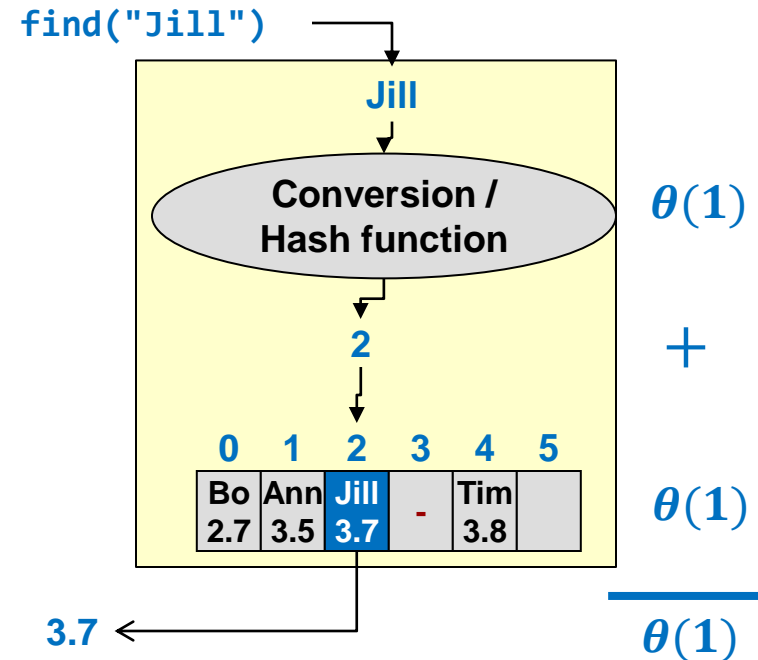 find("Jill")
Jill
Conversion /
Hash function
θ(1)
2
+
0 1 2 3 4 5
Bo Ann Jill - Tim
2.7 3.5 3.7 3.8
θ(1)
3.7
θ(1)